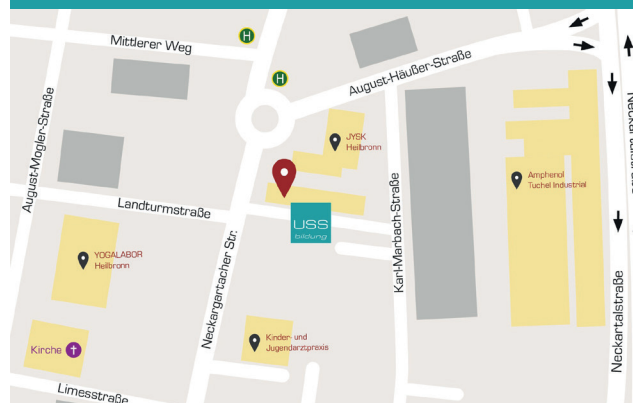 H
Mittlerer Weg
H
August-Häußer-Straße
August-Mogler-Straße
JYSK
Heilbronn
Amphenol
Tuchel Industrial
Landturmstraße
USS
bildung
Karl-Marbach-Straße
YOGALABOR
Heilbronn
Neckargartacher Str.
Neckartalstraße
Kinder- und
Jugendarztpraxis
Kirche
Limesstraße